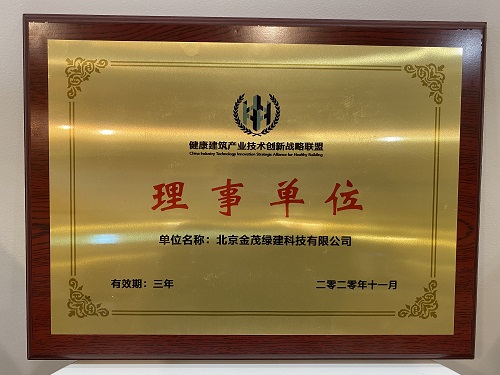 健康建筑产业技术创新战略联盟
China Industry Technology Innovation Strategic Alliance for Healthy Building
理事单位
单位名称：北京金茂绿建科技有限公司
有效期：三年
二零二零年十一月